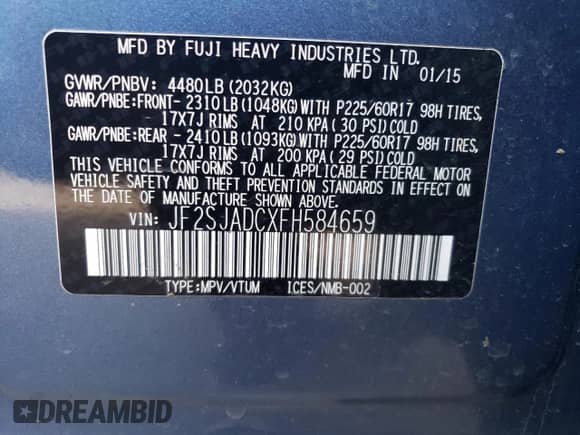 MFD BY FUJI HEAVY INDUSTRIES LTD.
MFD IN 01/15
GVWR/PNBV: 4480LB(2032KG)
GAWR/PNBE:FRONT- 2310LB(1048KG)WITH P225/60R17 98H TIRES,
17X7J RIMS AT 210 KPA( 30 PSI)COLD
GAWR/PNBE:REAR - 2410LB(1093KG)WITH P225/60R17 98H TIRES,
17X7J RIMS AT 200 KPA( 29 PSI)COLD
THIS VEHICLE CONFORMS TO ALL APPLICABLE FEDERAL MOTOR
VEHICLE SAFETY AND THEFT PREVENTION STANDARDS IN EFFECT ON
THE DATE OF MANUFACTURE SHOWN ABOVE.
VIN: JF2SJADCXFH584659
TYPE:MPV/VTUM ICES/NMB-002
DREAMBID